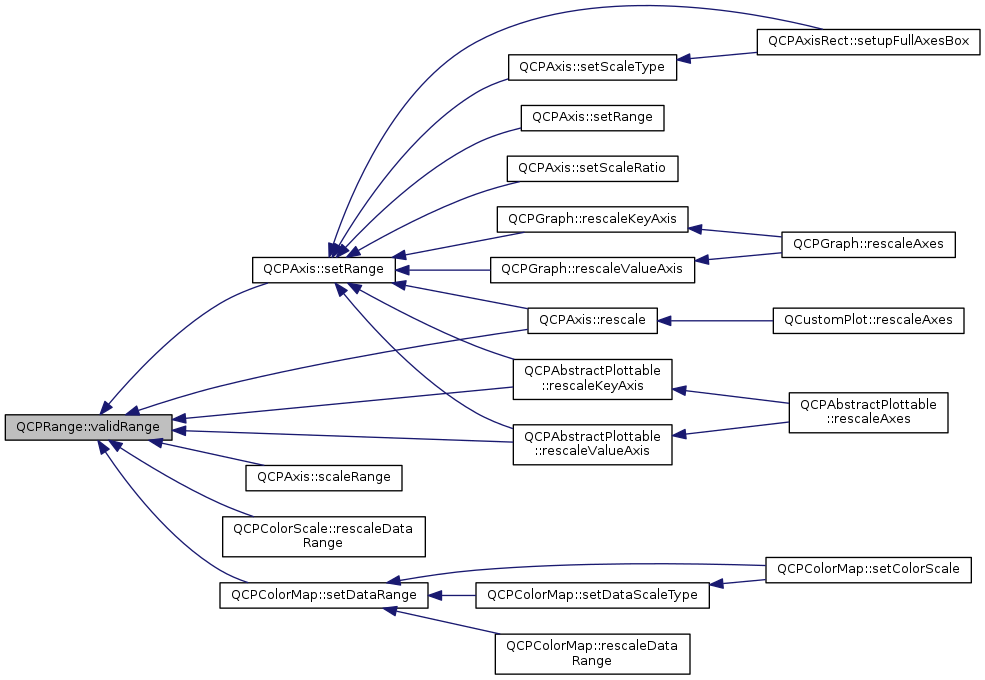 QCPAxisRect::setupFullAxesBox
QCPAxis::setScaleType
QCPAxis::setRange
QCPAxis::setScaleRatio
QCPGraph::rescaleKeyAxis
QCPGraph::rescaleAxes
QCPAxis::setRange
QCPGraph::rescaleValueAxis
QCPAxis::rescale
QCustomPlot::rescaleAxes
QCPAbstractPlottable
::rescaleKeyAxis
QCPAbstractPlottable
::rescaleAxes
QCPRange::validRange
QCPAbstractPlottable
::rescaleValueAxis
QCPAxis::scaleRange
QCPColorScale::rescaleData
Range
QCPColorMap::setColorScale
QCPColorMap::setDataRange
QCPColorMap::setDataScaleType
QCPColorMap::rescaleData
Range